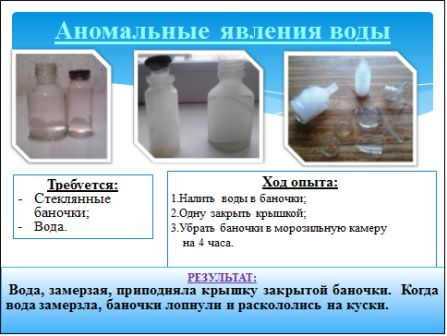 Аномальные явления воды
Требуется:
- Стеклянные
баночки;
- Вода.
Ход опыта:
1.Налить воды в баночки;
2.Одну закрыть крышкой;
3.Убрать баночки в морозильную камеру
на 4 часа.
РЕЗУЛЬТАТ:
Вода, замерзая, приподняла крышку закрытой баночки. Когда
вода замерзла, баночки лопнули и раскололись на куски.